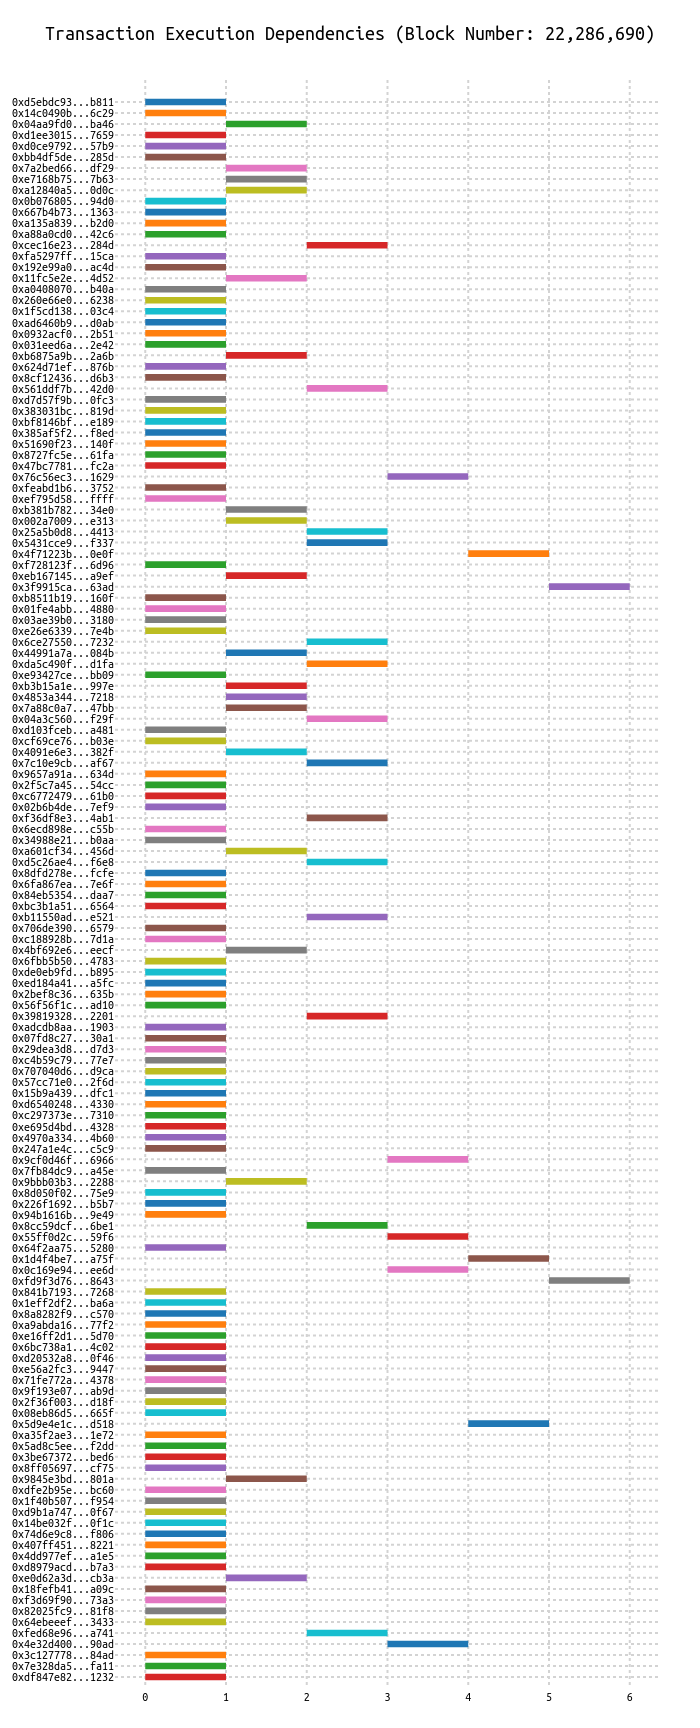 Transaction Execution Dependencies (Block Number: 22,286,690)
0xd5ebdc93...b811
0x14c0490b...6c29
0x04aa9fd0...ba46
0xd1ee3015...7659
0xd0ce9792...57b9
0xbb4df5de...285d
0x7a2bed66...df29
0xe7168b75...7b63
0xa12840a5...0d0c
0x0b076805...94d0
0x667b4b73...1363
0xa135a839...b2d0
0xa88a0cd0...42c6
0xcec16e23...284d
0xfa5297ff...15ca
0x192e99a0...ac4d
0x11fc5e2e...4d52
0xa0408070...b40a
0x260e66e0...6238
0x1f5cd138...03c4
0xad6460b9...d0ab
0x0932acf0...2b51
0x031eed6a...2e42
0xb6875a9b...2a6b
0x624d71ef...876b
0x8cf12436...d6b3
0x561ddf7b...42d0
0xd7d57f9b...0fc3
0x383031bc...819d
0xbf8146bf...e189
0x385af5f2...f8ed
0x51690f23...140f
0x8727fc5e...61fa
0x47bc7781...fc2a
0x76c56ec3...1629
0xfeabd1b6...3752
0xef795d58...ffff
0xb381b782...34e0
0x002a7009...e313
0x25a5b0d8...4413
0x5431cce9...f337
0x4f71223b...0e0f
0xf728123f...6d96
0xeb167145...a9ef
0x3f9915ca...63ad
0xb8511b19...160f
0x01fe4abb...4880
0x03ae39b0...3180
0xe26e6339...7e4b
0x6ce27550...7232
0x44991a7a...084b
0xda5c490f...d1fa
0xe93427ce...bb09
0xb3b15a1e...997e
0x4853a344...7218
0x7a88c0a7...47bb
0x04a3c560...f29f
0xd103fceb...a481
0xcf69ce76...b03e
0x4091e6e3...382f
0x7c10e9cb...af67
0x9657a91a...634d
0x2f5c7a45...54cc
0xc6772479...61b0
0x02b6b4de...7ef9
0xf36df8e3...4ab1
0x6ecd898e...c55b
0x34988e21...b0aa
0xa601cf34...456d
0xd5c26ae4...f6e8
0x8dfd278e...fcfe
0x6fa867ea...7e6f
0x84eb5354...daa7
0xbc3b1a51...6564
0xb11550ad...e521
0x706de390...6579
0xc188928b...7d1a
0x4bf692e6...eecf
0x6fbb5b50...4783
0xde0eb9fd...b895
0xed184a41...a5fc
0x2bef8c36...635b
0x56f56f1c...ad10
0x39819328...2201
0xadcdb8aa...1903
0x07fd8c27...30a1
0x29dea3d8...d7d3
0xc4b59c79...77e7
0x707040d6...d9ca
0x57cc71e0...2f6d
0x15b9a439...dfc1
0xd6540248...4330
0xc297373e...7310
0xe695d4bd...4328
0x4970a334...4b60
0x247a1e4c...c5c9
0x9cf0d46f...6966
0x7fb84dc9...a45e
0x9bbb03b3...2288
0x8d050f02...75e9
0x226f1692...b5b7
0x94b1616b...9e49
0x8cc59dcf...6be1
0x55ff0d2c...59f6
0x64f2aa75...5280
0x1d4f4be7...a75f
0x0c169e94...ee6d
0xfd9f3d76...8643
0x841b7193...7268
0x1eff2df2...ba6a
0x8a8282f9...c570
0xa9abda16...77f2
0xe16ff2d1...5d70
0x6bc738a1...4c02
0xd20532a8...0f46
0xe56a2fc3...9447
0x71fe772a...4378
0x9f193e07...ab9d
0x2f36f003...d18f
0x08eb86d5...665f
0x5d9e4e1c...d518
0xa35f2ae3...1e72
0x5ad8c5ee...f2dd
0x3be67372...bed6
0x8ff05697...cf75
0x9845e3bd...801a
0xdfe2b95e...bc60
0x1f40b507...f954
0xd9b1a747...0f67
0x14be032f...0f1c
0x74d6e9c8...f806
0x407ff451...8221
0x4dd977ef...a1e5
0xd8979acd...b7a3
0xe0d62a3d...cb3a
0x18fefb41...a09c
0xf3d69f90...73a3
0x82025fc9...81f8
0x64ebeeef...3433
0xfed68e96...a741
0x4e32d400...90ad
0x3c127778...84ad
0x7e328da5...fa11
0xdf847e82...1232
0 1 2 3 4 5 6